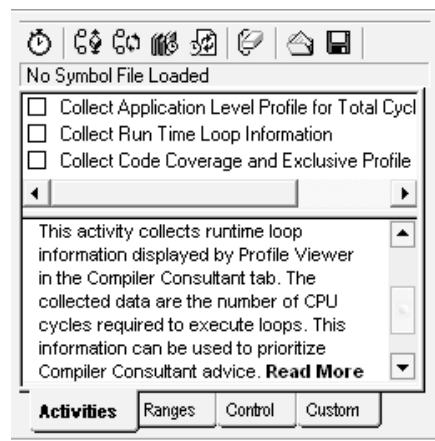 No Symbol File Loaded
Collect Application Level Profile for Total Cycl
Collect Run Time Loop Information
Collect Code Coverage and Exclusive Profile
This activity collects runtime loop
information displayed by Profile Viewer
in the Compiler Consultant tab. The
collected data are the number of CPU
cycles required to execute loops. This
information can be used to prioritize
Compiler Consultant advice. Read More
Activities Ranges Control Custom